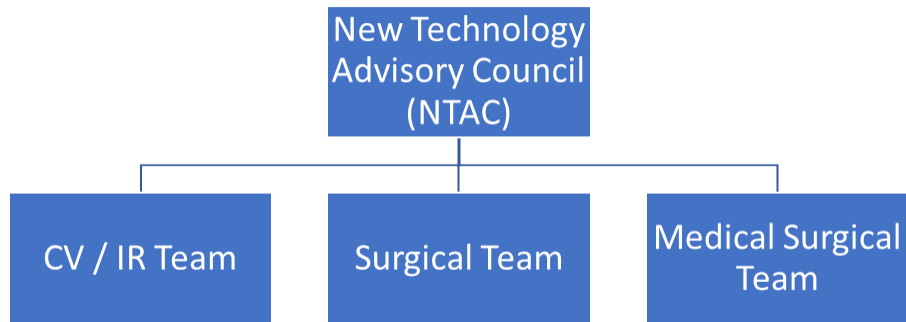 New Technology
Advisory Council
(NTAC)
CV / IR Team
Surgical Team
Medical Surgical
Team